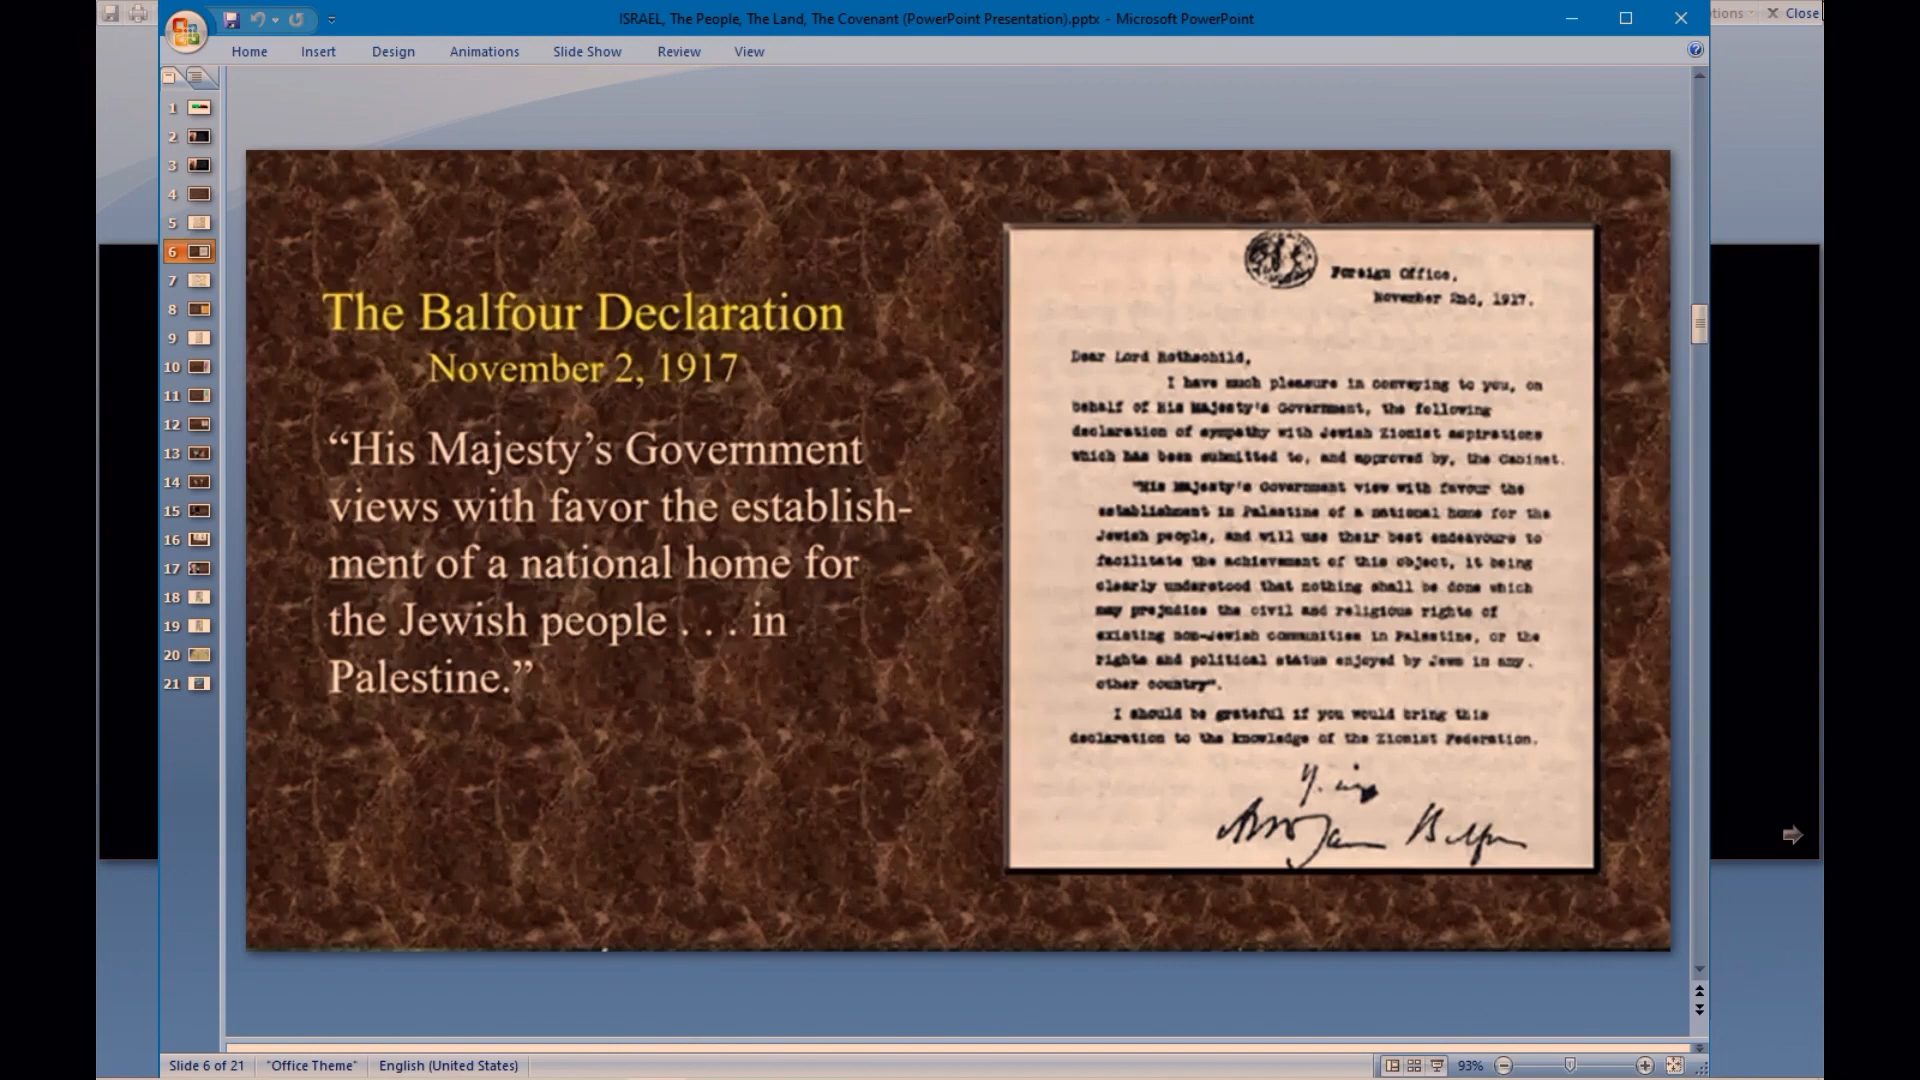 ISRAEL, The People, The Land, The Covenant (PowerPoint Presentation).pptx - Microsoft PowerPoint
Close
Home Insert Design Animations Slide Show Review View
1
2
3
4
5
6
7
8
9
10
11
12
13
14
15
16
17
18
19
20
21
The Balfour Declaration
November 2, 1917
“His Majesty’s Government
views with favor the establish-
ment of a national home for
the Jewish people . . . in
Palestine.”
Foreign Office,
November 2nd, 1917.
Dear Lord Rothschild,
I have much pleasure in conveying to you, on
behalf of His Majesty's Government, the following
declaration of sympathy with Jewish Zionist aspirations
which has been submitted to, and approved by, the Cabinet.
"His Majesty's Government view with favour the
establishment in Palestine of a national home for the
Jewish people, and will use their best endeavours to
facilitate the achievement of this object, it being
clearly understood that nothing shall be done which
may prejudice the civil and religious rights of
existing non-Jewish communities in Palestine, or the
rights and political status enjoyed by Jews in any
other country".
I should be grateful if you would bring this
declaration to the knowledge of the Zionist Federation.
Slide 6 of 21 "Office Theme" English (United States) 93%